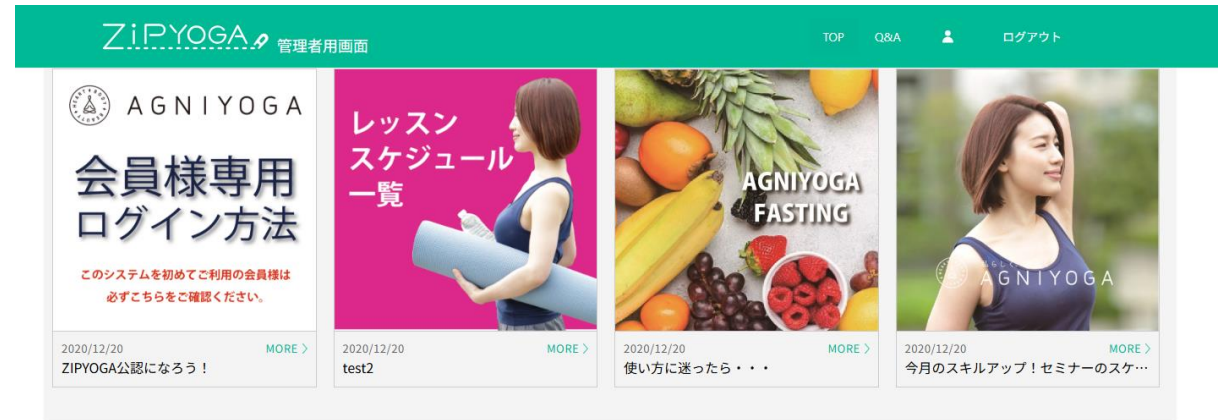 ZiPYOGA 管理者用画面
TOP Q&A ログアウト
AGNIYOGA
会員様専用
ログイン方法
このシステムを初めてご利用の会員様は
必ずこちらをご確認ください。
2020/12/20 MORE 〉
ZIPYOGA公認になろう！
レッスン
スケジュール
一覧
2020/12/20 MORE 〉
test2
AGNIYOGA
FASTING
2020/12/20 MORE 〉
使い方に迷ったら・・・
AGNIYOGA
2020/12/20 MORE 〉
今月のスキルアップ！セミナーのスケ…